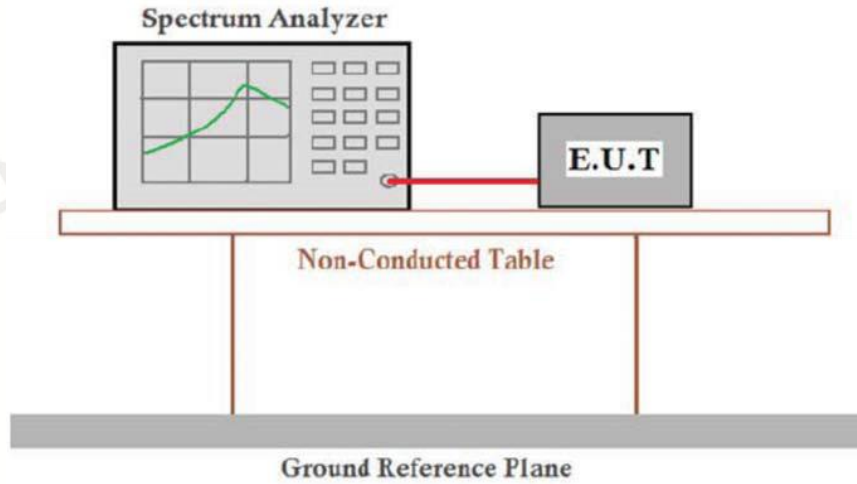 Spectrum Analyzer
E.U.T
Non-Conducted Table
Ground Reference Plane